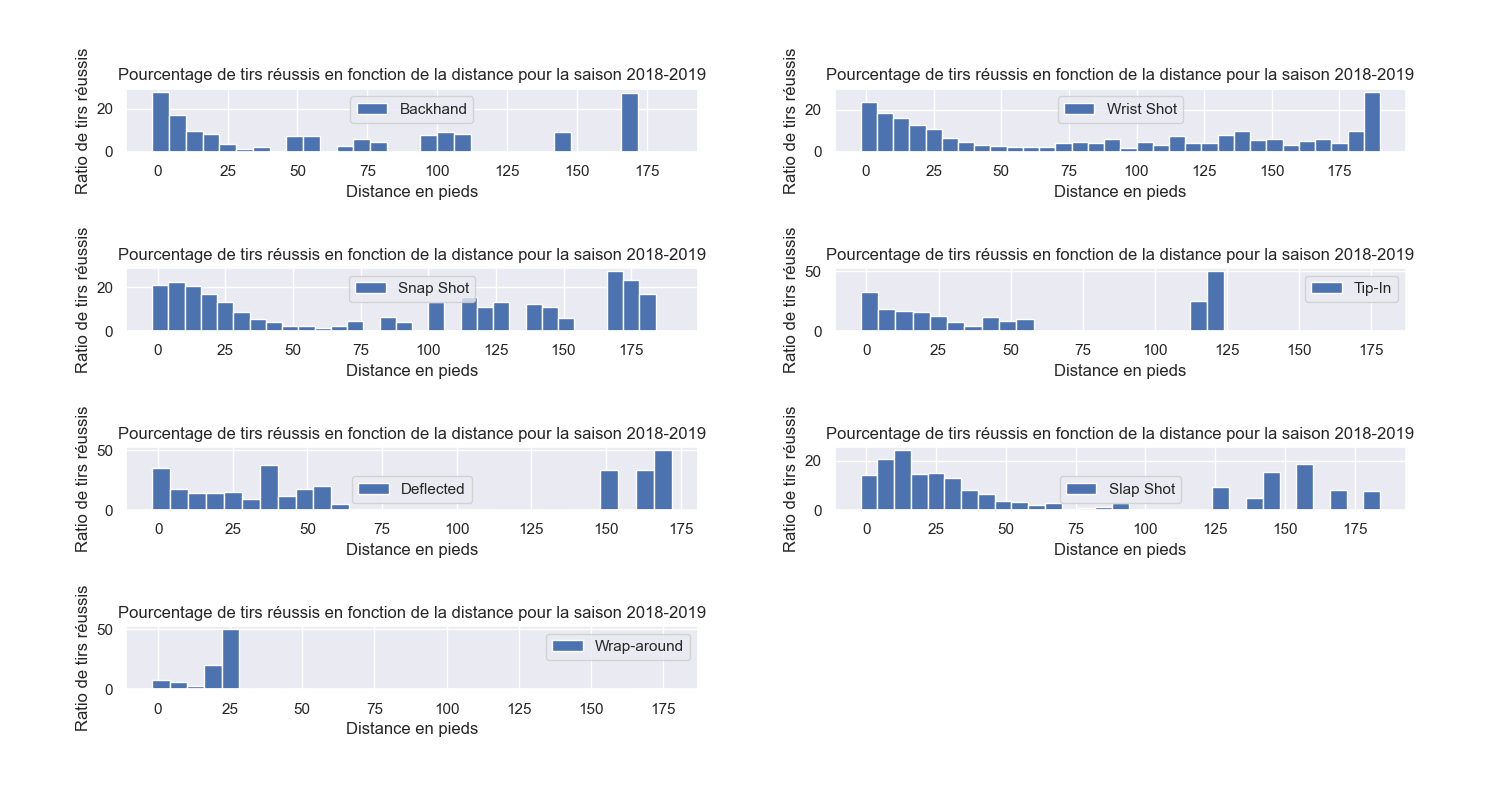 Pourcentage de tirs réussis en fonction de la distance pour la saison 2018-2019
Ratio de tirs réussis
20
0
Backhand
0 25 50 75 100 125 150 175
Distance en pieds
Pourcentage de tirs réussis en fonction de la distance pour la saison 2018-2019
Ratio de tirs réussis
20
0
Wrist Shot
0 25 50 75 100 125 150 175
Distance en pieds
Pourcentage de tirs réussis en fonction de la distance pour la saison 2018-2019
Ratio de tirs réussis
20
0
Snap Shot
0 25 50 75 100 125 150 175
Distance en pieds
Pourcentage de tirs réussis en fonction de la distance pour la saison 2018-2019
Ratio de tirs réussis
50
0
Tip-In
0 25 50 75 100 125 150 175
Distance en pieds
Pourcentage de tirs réussis en fonction de la distance pour la saison 2018-2019
Ratio de tirs réussis
50
0
Deflected
0 25 50 75 100 125 150 175
Distance en pieds
Pourcentage de tirs réussis en fonction de la distance pour la saison 2018-2019
Ratio de tirs réussis
20
0
Slap Shot
0 25 50 75 100 125 150 175
Distance en pieds
Pourcentage de tirs réussis en fonction de la distance pour la saison 2018-2019
Ratio de tirs réussis
50
0
Wrap-around
0 25 50 75 100 125 150 175
Distance en pieds